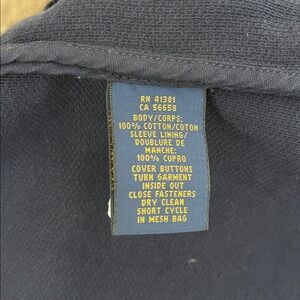 RN 41381
CA 56658
BODY/CORPS:
100% COTTON/COTON
SLEEVE LINING/
DOUBLURE DE
MANCHE:
100% CUPRO
COVER BUTTONS
TURN GARMENT
INSIDE OUT
CLOSE FASTENERS
DRY CLEAN
SHORT CYCLE
IN MESH BAG